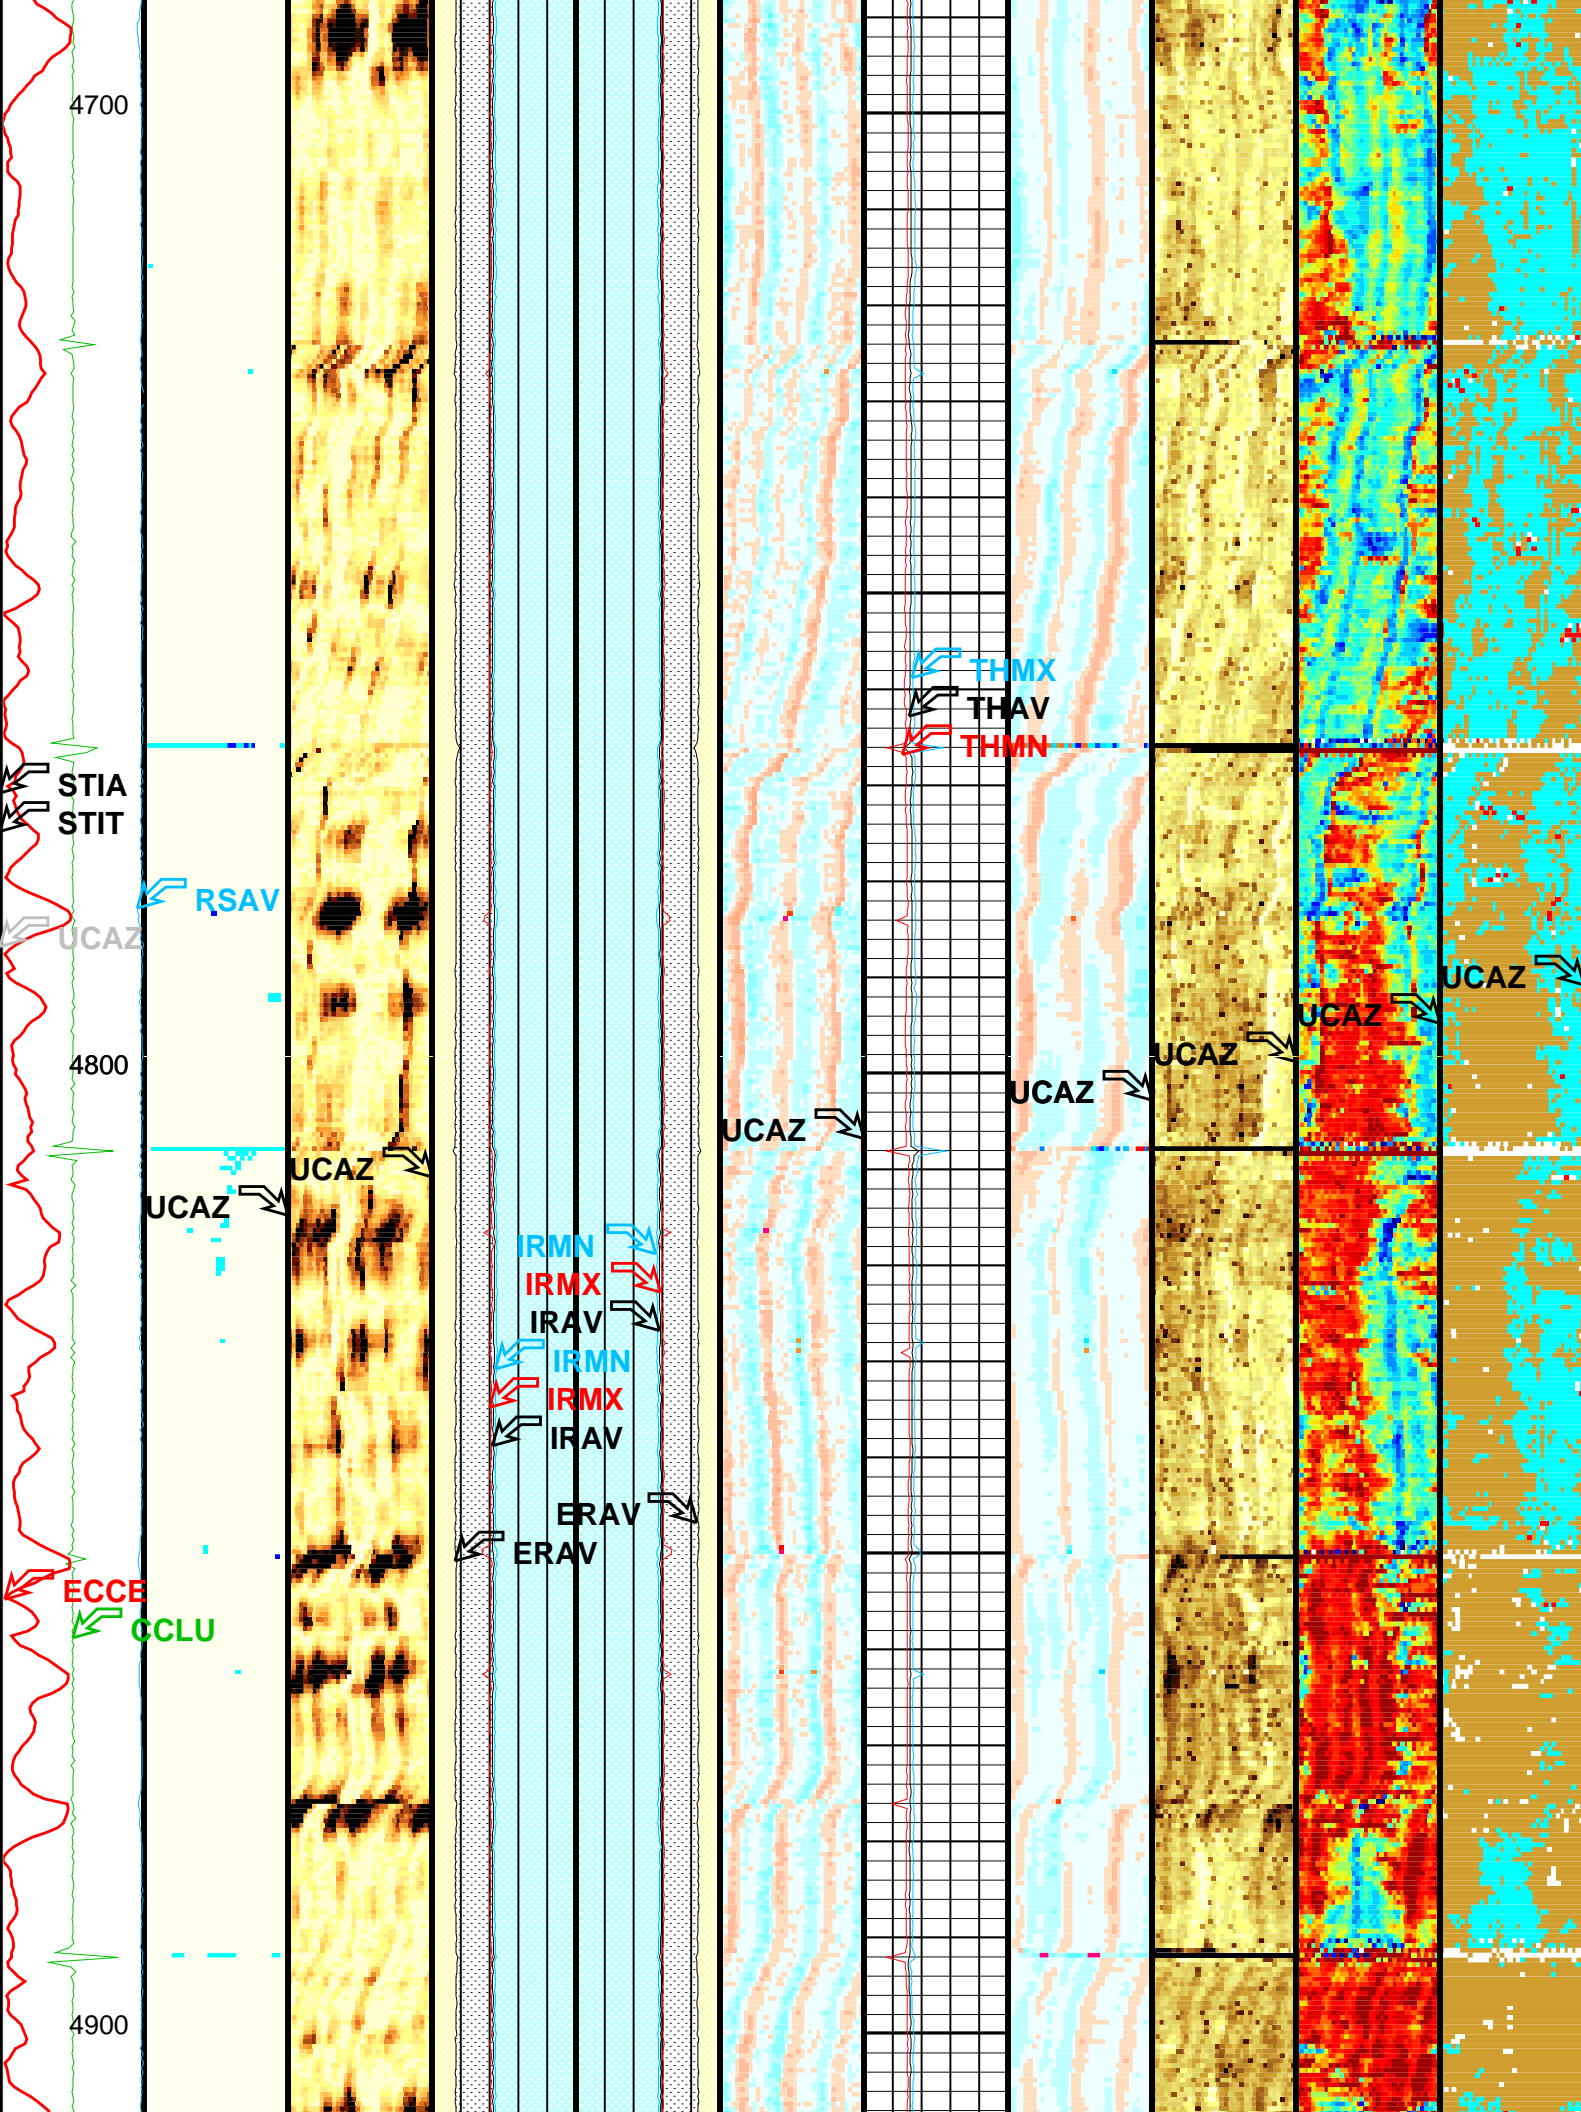 4700
THMX
THAV
THMN
STIA
STIT
RSAV
UCAZ
UCAZ
UCAZ
UCAZ
4800
UCAZ
UCAZ
UCAZ
UCAZ
IRMN
IRMX
IRAV
IRMN
IRMX
IRAV
ERAV
ERAV
ECCE
CCLU
4900